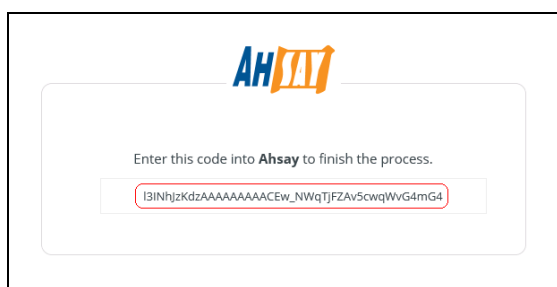 AHSAY
Enter this code into Ahsay to finish the process.
l3INhJzKdzAAAAAAAAACEw_NWqTjFZAv5cwqWvG4mG4